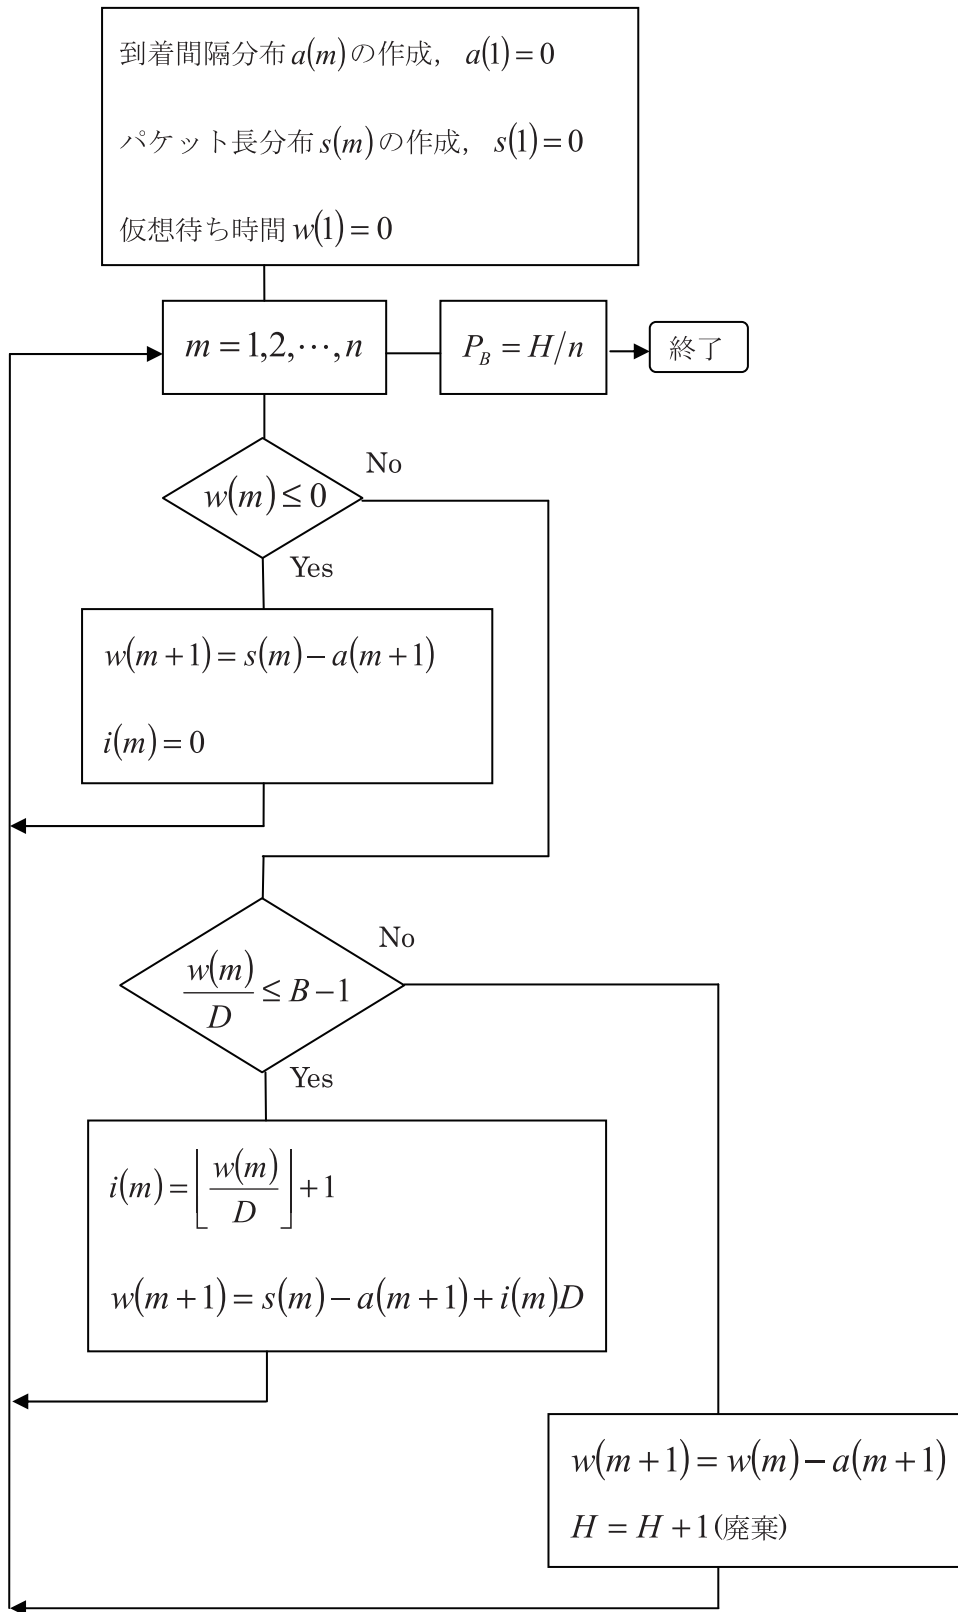 到着間隔分布 a(m) の作成, a(1)=0
パケット長分布 s(m) の作成, s(1)=0
仮想待ち時間 w(1)=0
m=1,2,⋯,n
P_B = H/n
終了
w(m)≤0
No
Yes
w(m+1)=s(m)−a(m+1)
i(m)=0
w(m)/D ≤ B−1
No
Yes
i(m)=⌊w(m)/D⌋+1
w(m+1)=s(m)−a(m+1)+i(m)D
w(m+1)=w(m)−a(m+1)
H=H+1(廃棄)